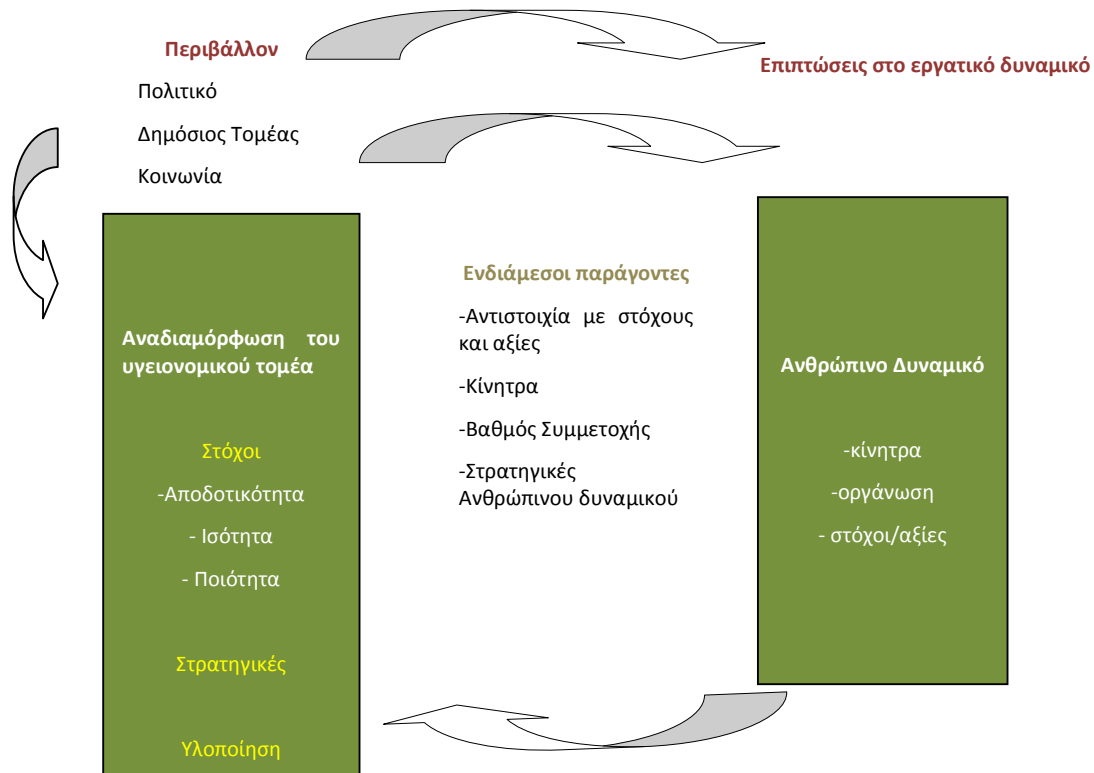 Περιβάλλον
Πολιτικό
Δημόσιος Τομέας
Κοινωνία
Επιπτώσεις στο εργατικό δυναμικό
Αναδιαμόρφωση του
υγειονομικού τομέα
Στόχοι
-Αποδοτικότητα
- Ισότητα
- Ποιότητα
Στρατηγικές
Υλοποίηση
Ενδιάμεσοι παράγοντες
-Αντιστοιχία με στόχους
και αξίες
-Κίνητρα
-Βαθμός Συμμετοχής
-Στρατηγικές
Ανθρώπινου δυναμικού
Ανθρώπινο Δυναμικό
-κίνητρα
-οργάνωση
- στόχοι/αξίες